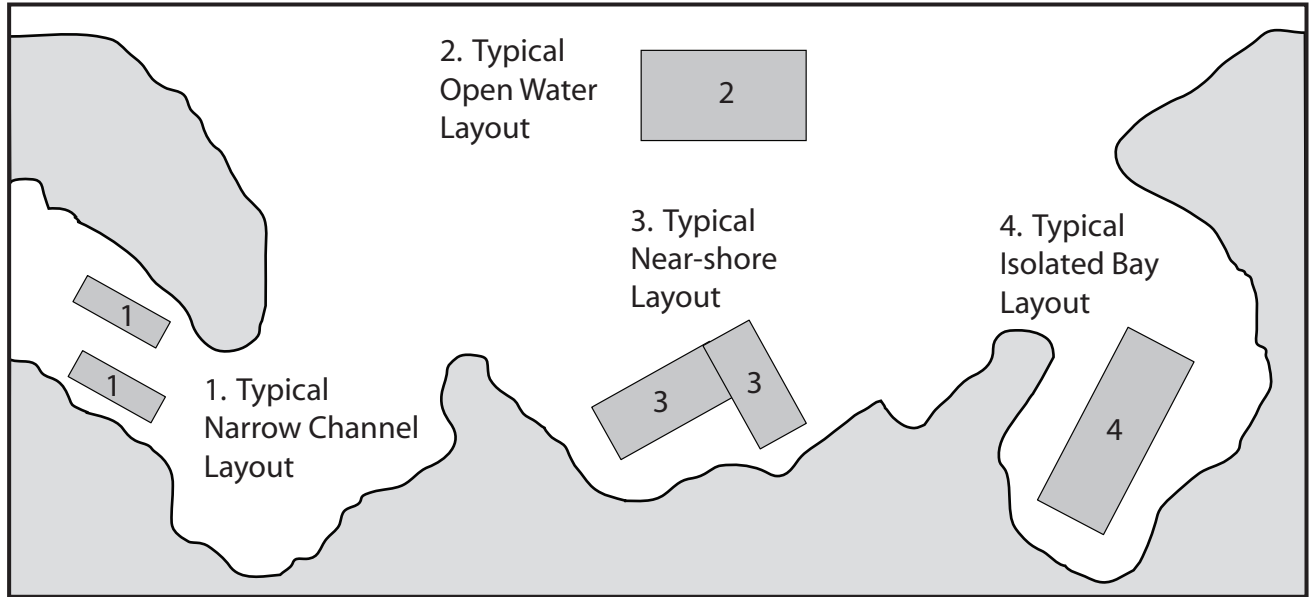 2. Typical
Open Water
Layout
2
3. Typical
Near-shore
Layout
4. Typical
Isolated Bay
Layout
1
1
1. Typical
Narrow Channel
Layout
3
3
4